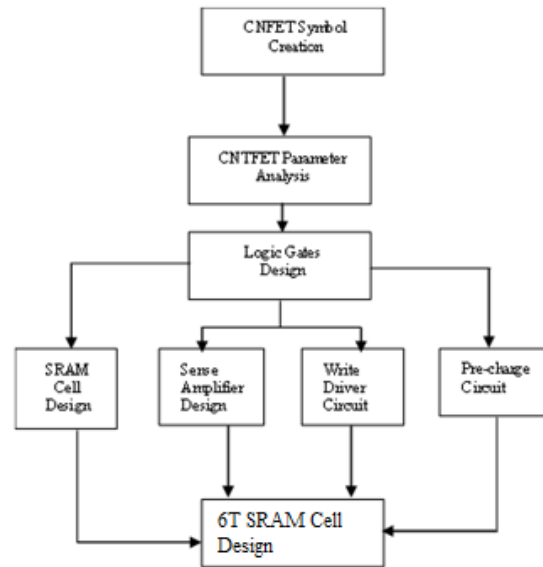 CNFET Symbol
Creation
CNTFET Parameter
Analysis
Logic Gates
Design
SRAM
Cell
Design
Sense
Amplifier
Design
Write
Driver
Circuit
Pre-charge
Circuit
6T SRAM Cell
Design